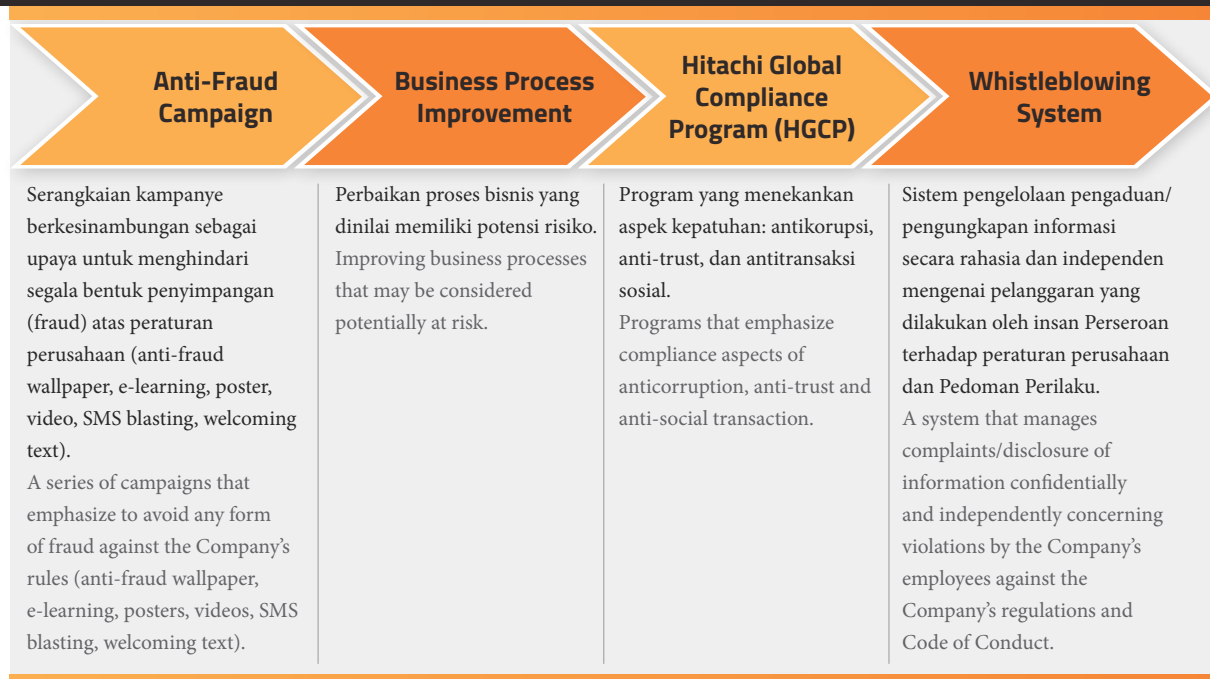 Anti-Fraud
Campaign
Business Process
Improvement
Hitachi Global
Compliance
Program (HGCP)
Whistleblowing
System
Serangkaian kampanye
berkesinambungan sebagai
upaya untuk menghindari
segala bentuk penyimpangan
(fraud) atas peraturan
perusahaan (anti-fraud
wallpaper, e-learning, poster,
video, SMS blasting, welcoming
text).
A series of campaigns that
emphasize to avoid any form
of fraud against the Company’s
rules (anti-fraud wallpaper,
e-learning, posters, videos, SMS
blasting, welcoming text).
Perbaikan proses bisnis yang
dinilai memiliki potensi risiko.
Improving business processes
that may be considered
potentially at risk.
Program yang menekankan
aspek kepatuhan: antikorupsi,
anti-trust, dan antitransaksi
sosial.
Programs that emphasize
compliance aspects of
anticorruption, anti-trust and
anti-social transaction.
Sistem pengelolaan pengaduan/
pengungkapan informasi
secara rahasia dan independen
mengenai pelanggaran yang
dilakukan oleh insan Perseroan
terhadap peraturan perusahaan
dan Pedoman Perilaku.
A system that manages
complaints/disclosure of
information confidentially
and independently concerning
violations by the Company’s
employees against the
Company’s regulations and
Code of Conduct.